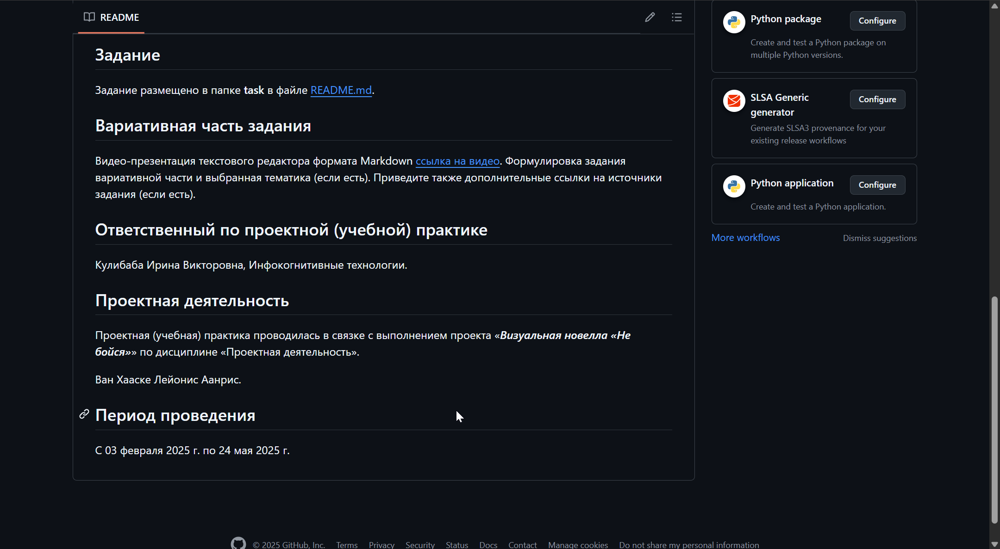 README
Задание
Задание размещено в папке task в файле README.md.
Вариативная часть задания
Видео-презентация текстового редактора формата Markdown ссылка на видео. Формулировка задания
вариативной части и выбранная тематика (если есть). Приведите также дополнительные ссылки на источники
задания (если есть).
Ответственный по проектной (учебной) практике
Кулибаба Ирина Викторовна, Инфокогнитивные технологии.
Проектная деятельность
Проектная (учебная) практика проводилась в связке с выполнением проекта «Визуальная новелла «Не
бойся»» по дисциплине «Проектная деятельность».
Ван Хааске Лейонис Аанрис.
Период проведения
С 03 февраля 2025 г. по 24 мая 2025 г.
Python package
Configure
Create and test a Python package on
multiple Python versions.
SLSA Generic
generator
Configure
Generate SLSA3 provenance for your
existing release workflows
Python application
Configure
Create and test a Python application.
More workflows
Dismiss suggestions
© 2025 GitHub, Inc. Terms Privacy Security Status Docs Contact Manage cookies Do not share my personal information